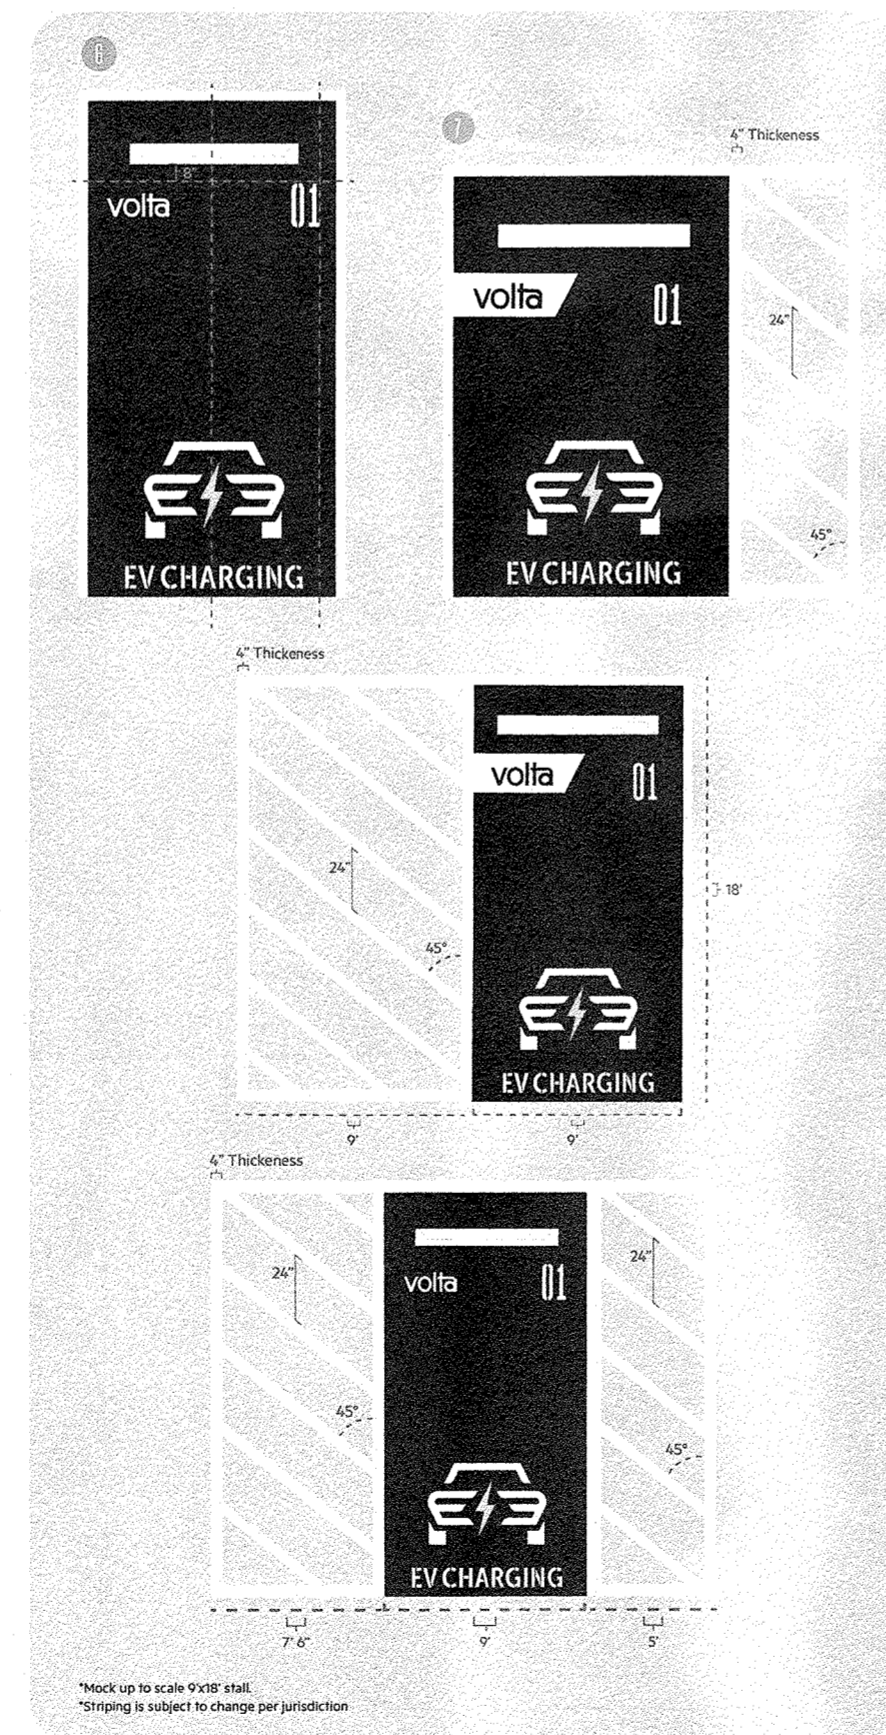 6
volta
8"
01
EV CHARGING
7
4" Thickeness
volta
01
24"
45°
EV CHARGING
4" Thickeness
volta
01
24"
45°
18'
EV CHARGING
9'
9'
4" Thickeness
24"
volta
01
24"
45°
45°
EV CHARGING
7' 6"
9'
5'
*Mock up to scale 9'x18' stall.
*Striping is subject to change per jurisdiction